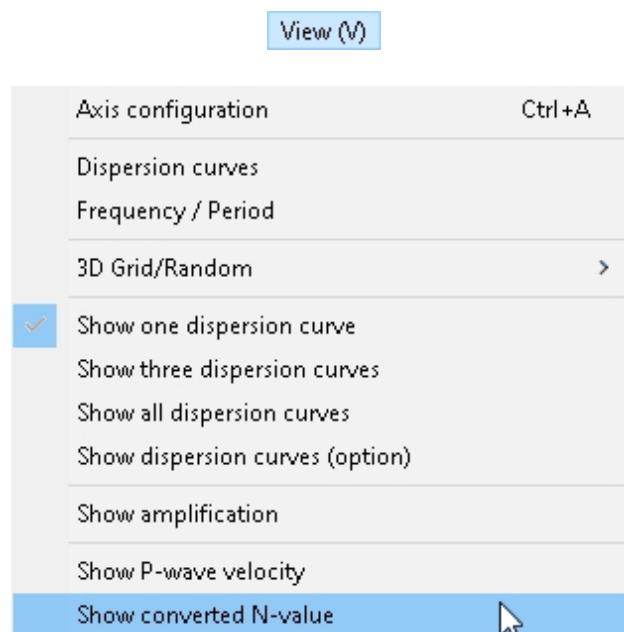 View (V)
Axis configuration Ctrl+A
Dispersion curves
Frequency / Period
3D Grid/Random
Show one dispersion curve
Show three dispersion curves
Show all dispersion curves
Show dispersion curves (option)
Show amplification
Show P-wave velocity
Show converted N-value